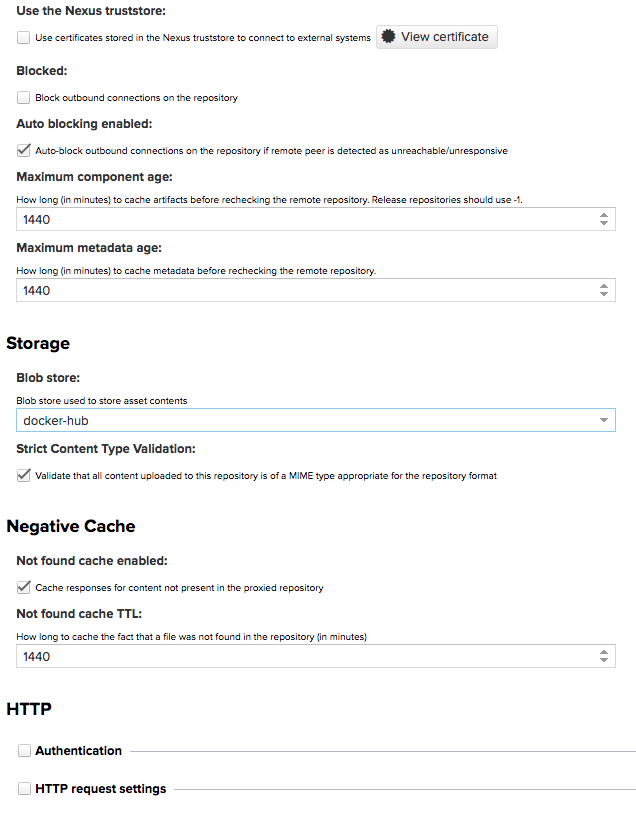 Use the Nexus truststore:
Use certificates stored in the Nexus truststore to connect to external systems View certificate
Blocked:
Block outbound connections on the repository
Auto blocking enabled:
Auto-block outbound connections on the repository if remote peer is detected as unreachable/unresponsive
Maximum component age:
How long (in minutes) to cache artifacts before rechecking the remote repository. Release repositories should use -1.
1440
Maximum metadata age:
How long (in minutes) to cache metadata before rechecking the remote repository.
1440
Storage
Blob store:
Blob store used to store asset contents
docker-hub
Strict Content Type Validation:
Validate that all content uploaded to this repository is of a MIME type appropriate for the repository format
Negative Cache
Not found cache enabled:
Cache responses for content not present in the proxied repository
Not found cache TTL:
How long to cache the fact that a file was not found in the repository (in minutes)
1440
HTTP
Authentication
HTTP request settings